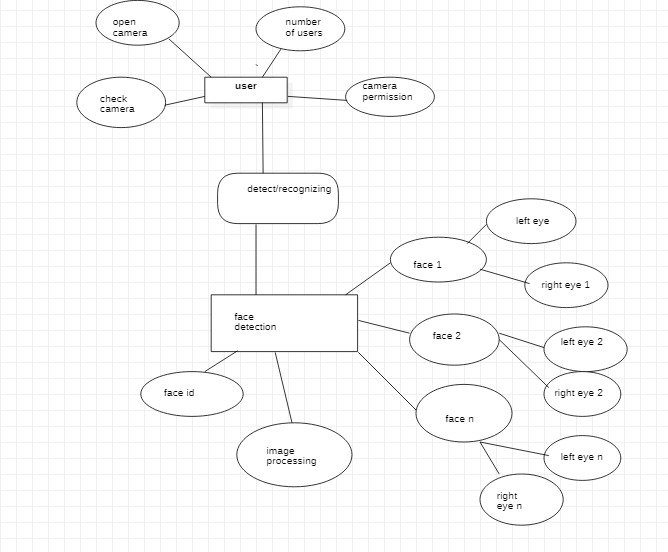 open
camera
number
of users
user
check
camera
camera
permission
detect/recognizing
left eye
face 1
right eye 1
face
detection
face 2
left eye 2
right eye 2
face id
face n
image
processing
left eye n
right
eye n